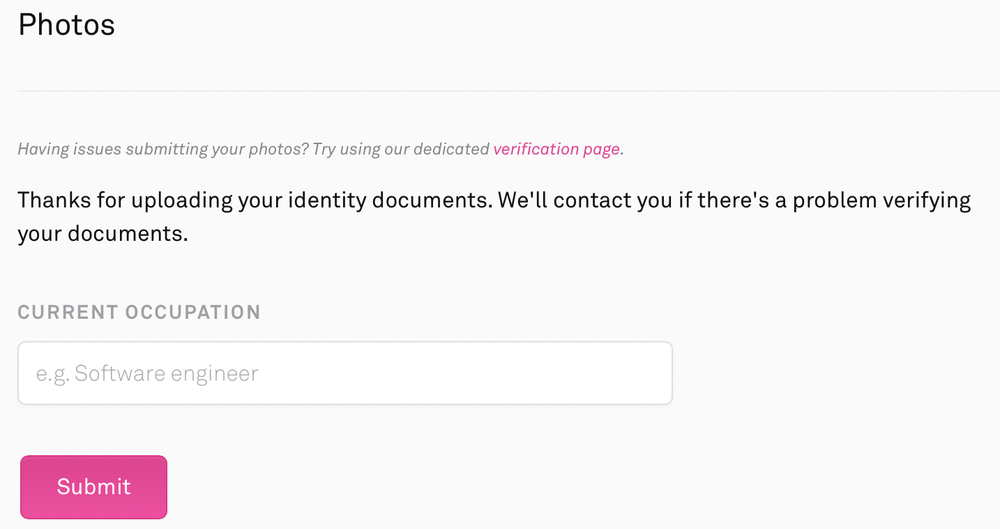 Photos
Having issues submitting your photos? Try using our dedicated verification page.
Thanks for uploading your identity documents. We'll contact you if there's a problem verifying
your documents.
CURRENT OCCUPATION
e.g. Software engineer
Submit